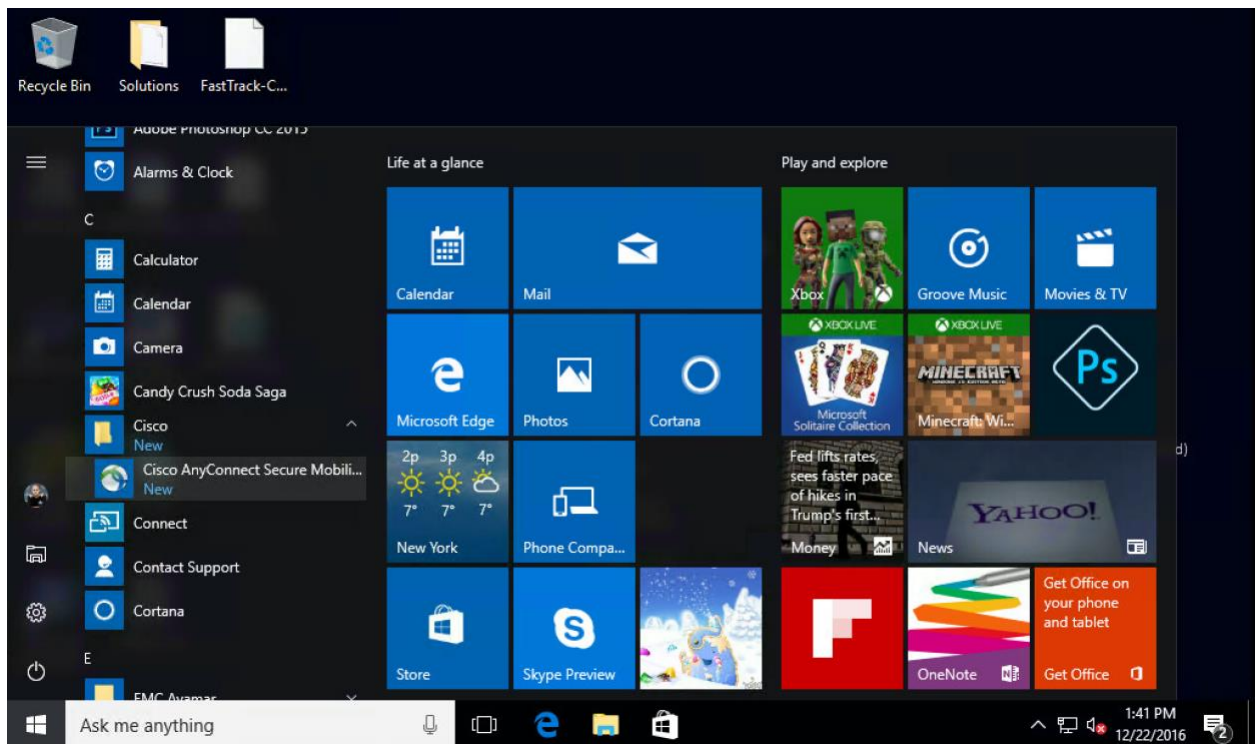 Recycle Bin
Solutions
FastTrack-C...
Adobe Photoshop CC 2015
Alarms & Clock
C
Calculator
Calendar
Camera
Candy Crush Soda Saga
Cisco
New
Cisco AnyConnect Secure Mobili...
New
Connect
Contact Support
Cortana
E
EMC Avamar
Life at a glance
Calendar
Mail
Microsoft Edge
Photos
Cortana
2p 3p 4p
7° 7° 7°
New York
Phone Compa...
Store
Skype Preview
Play and explore
Xbox
Groove Music
Movies & TV
XBOX LIVE
Microsoft
Solitaire Collection
XBOX LIVE
MINECRAFT
Minecraft: Wi...
Ps
Fed lifts rates,
sees faster pace
of hikes in
Trump's first...
Money
YAHOO!
News
OneNote
N
Get Office on
your phone
and tablet
Get Office
d)
Ask me anything
1:41 PM
12/22/2016
2